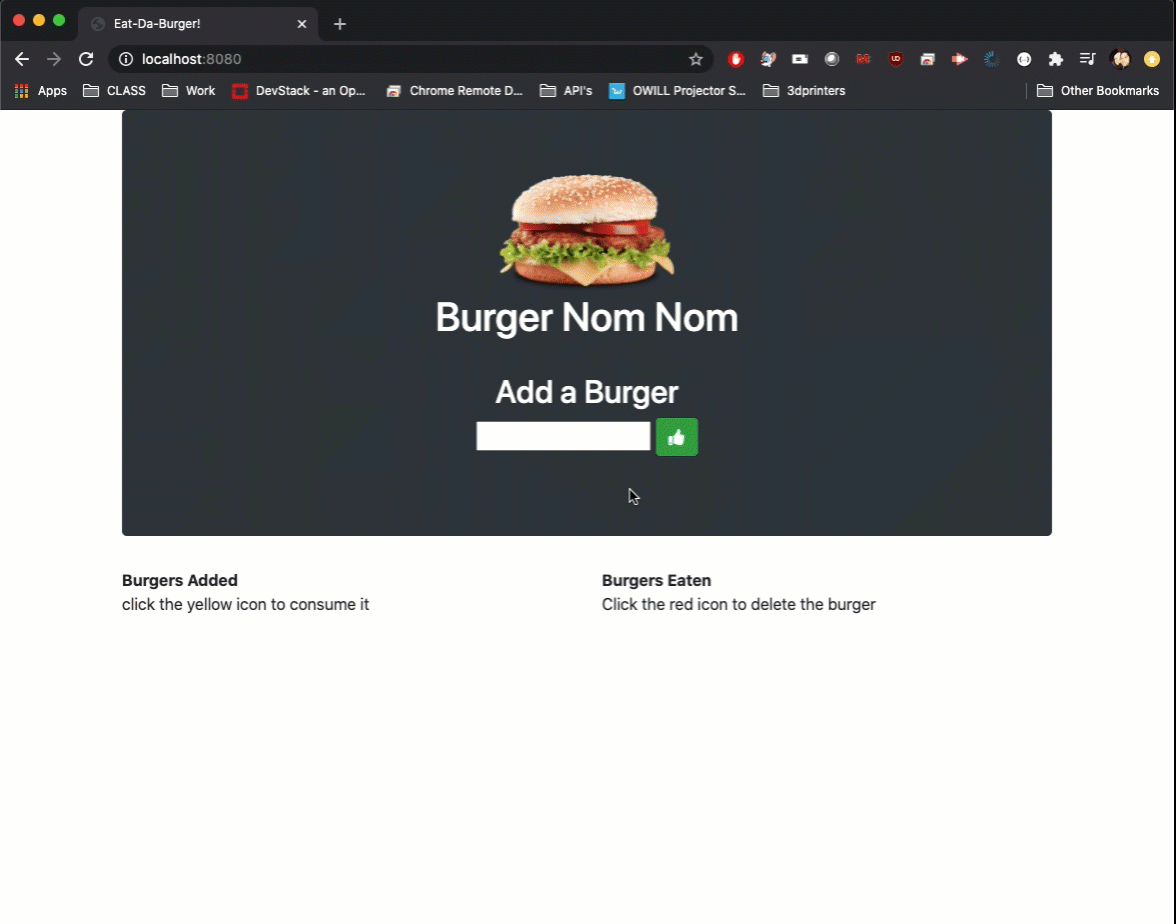 Eat-Da-Burger!
localhost:8080
Apps CLASS Work DevStack - an Op... Chrome Remote D... API's OWILL Projector S... 3dprinters Other Bookmarks
Burger Nom Nom
Add a Burger
Burgers Added
click the yellow icon to consume it
Burgers Eaten
Click the red icon to delete the burger